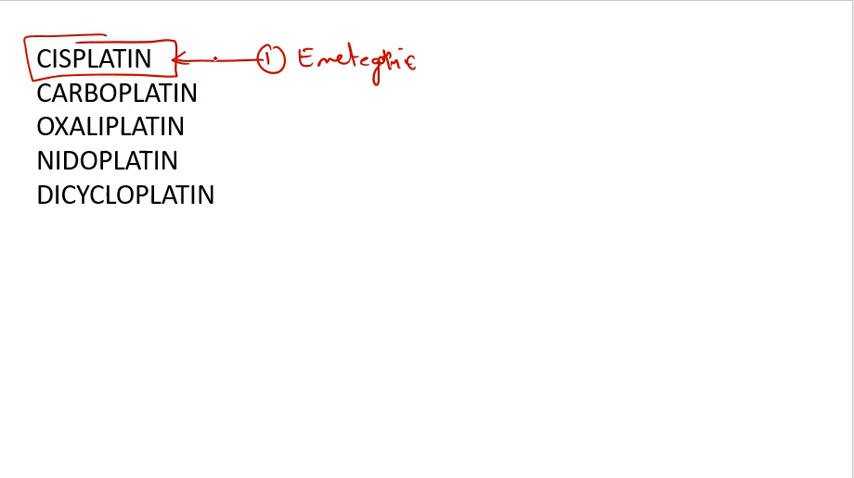 CISPLATIN ① Emetogenic
CARBOPLATIN
OXALIPLATIN
NIDOPLATIN
DICYCLOPLATIN